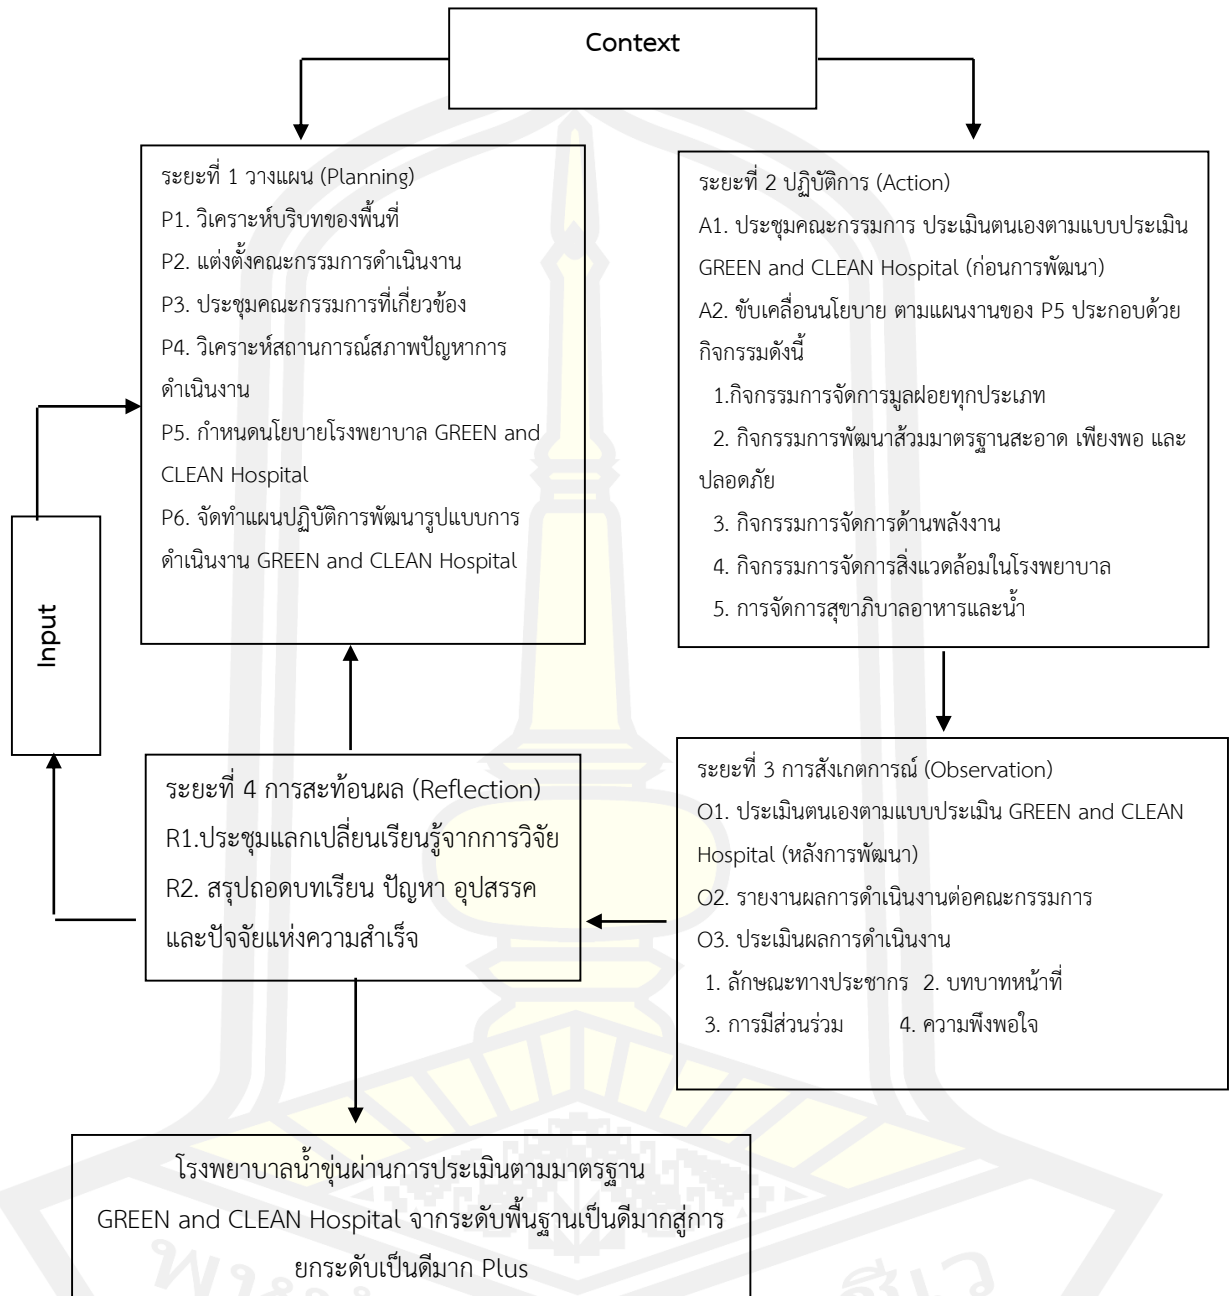 Context
ระยะที่ 1 วางแผน (Planning)
P1. วิเคราะห์บริบทของพื้นที่
P2. แต่งตั้งคณะกรรมการดำเนินงาน
P3. ประชุมคณะกรรมการที่เกี่ยวข้อง
P4. วิเคราะห์สถานการณ์สภาพปัญหาการ
ดำเนินงาน
P5. กำหนดนโยบายโรงพยาบาล GREEN and
CLEAN Hospital
P6. จัดทำแผนปฏิบัติการพัฒนารูปแบบการ
ดำเนินงาน GREEN and CLEAN Hospital
ระยะที่ 2 ปฏิบัติการ (Action)
A1. ประชุมคณะกรรมการ ประเมินตนเองตามแบบประเมิน
GREEN and CLEAN Hospital (ก่อนการพัฒนา)
A2. ขับเคลื่อนนโยบาย ตามแผนงานของ P5 ประกอบด้วย
กิจกรรมดังนี้
1.กิจกรรมการจัดการมูลฝอยทุกประเภท
2. กิจกรรมการพัฒนาส้วมมาตรฐานสะอาด เพียงพอ และ
ปลอดภัย
3. กิจกรรมการจัดการด้านพลังงาน
4. กิจกรรมการจัดการสิ่งแวดล้อมในโรงพยาบาล
5. การจัดการสุขาภิบาลอาหารและน้ำ
Input
ระยะที่ 4 การสะท้อนผล (Reflection)
R1.ประชุมแลกเปลี่ยนเรียนรู้จากการวิจัย
R2. สรุปถอดบทเรียน ปัญหา อุปสรรค
และปัจจัยแห่งความสำเร็จ
ระยะที่ 3 การสังเกตการณ์ (Observation)
O1. ประเมินตนเองตามแบบประเมิน GREEN and CLEAN
Hospital (หลังการพัฒนา)
O2. รายงานผลการดำเนินงานต่อคณะกรรมการ
O3. ประเมินผลการดำเนินงาน
1. ลักษณะทางประชากร 2. บทบาทหน้าที่
3. การมีส่วนร่วม 4. ความพึงพอใจ
โรงพยาบาลน้ำขุ่นผ่านการประเมินตามมาตรฐาน
GREEN and CLEAN Hospital จากระดับพื้นฐานเป็นดีมากสู่การ
ยกระดับเป็นดีมาก Plus